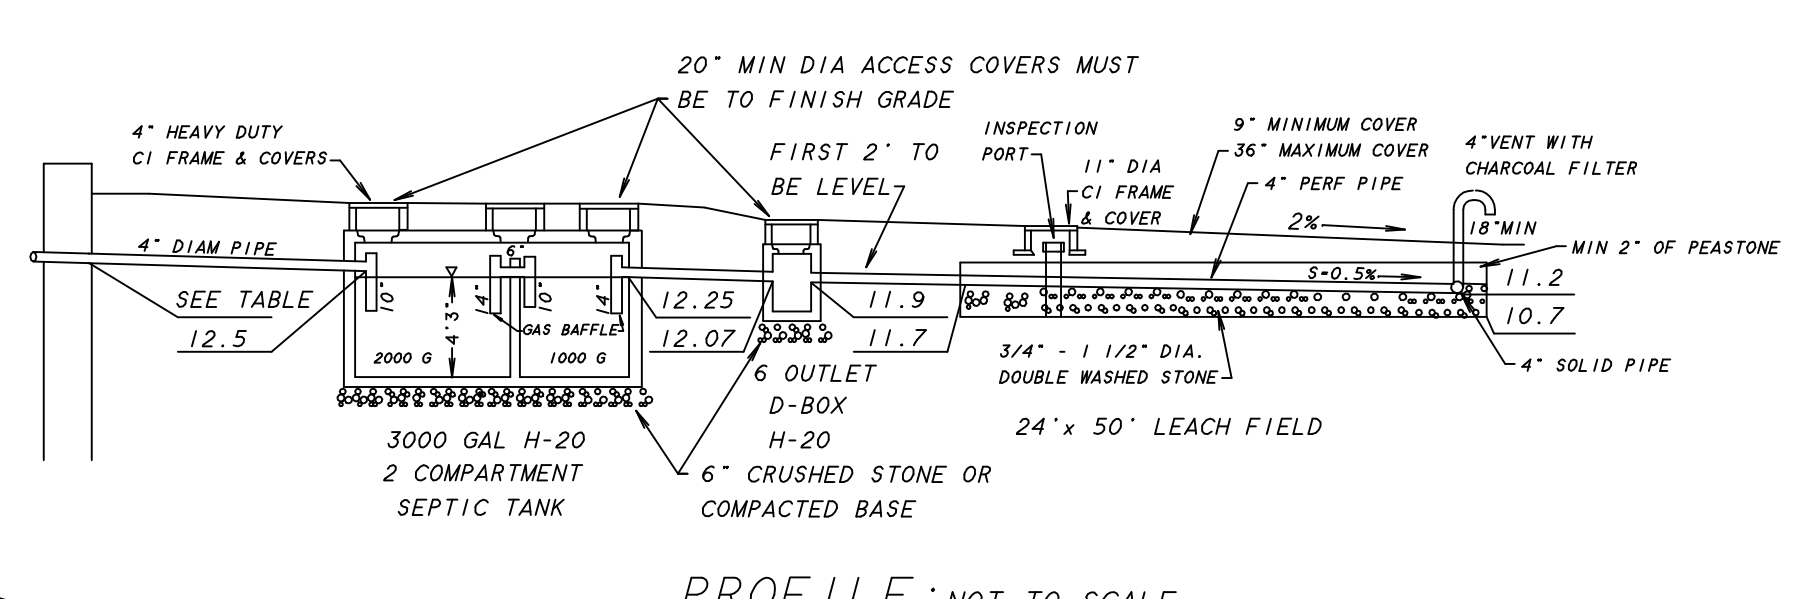 20" MIN DIA ACCESS COVERS MUST
BE TO FINISH GRADE
4" HEAVY DUTY
CI FRAME & COVERS
FIRST 2' TO
BE LEVEL
INSPECTION
PORT
11" DIA
CI FRAME
& COVER
9" MINIMUM COVER
36" MAXIMUM COVER
4" PERF PIPE
4"VENT WITH
CHARCOAL FILTER
2%
18"MIN
MIN 2" OF PEASTONE
4" DIAM PIPE
6"
S=0.5%
SEE TABLE
12.5
10"
4'3"
14"
10"
14"
GAS BAFFLE
2000 G
1000 G
12.25
12.07
11.9
11.7
11.2
10.7
3/4" - 1 1/2" DIA.
DOUBLE WASHED STONE
4" SOLID PIPE
6 OUTLET
D-BOX
H-20
24'x 50' LEACH FIELD
3000 GAL H-20
2 COMPARTMENT
SEPTIC TANK
6" CRUSHED STONE OR
COMPACTED BASE
PROFILE: NOT TO SCALE